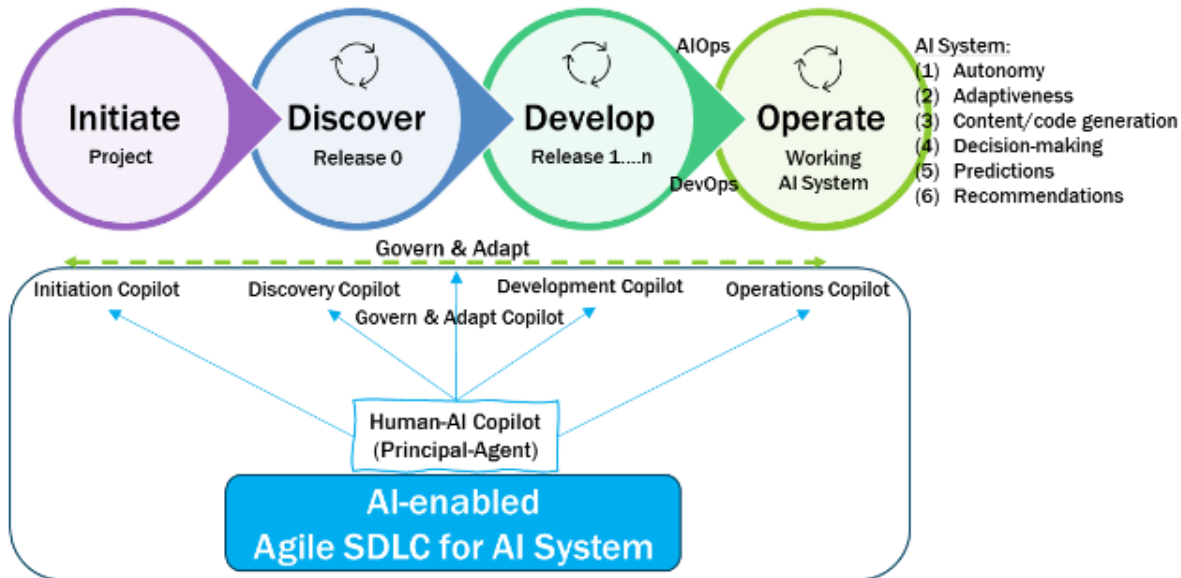 Initiate
Project
Discover
Release 0
Develop
Release 1....n
AIOps
DevOps
Operate
Working
AI System
AI System:
(1) Autonomy
(2) Adaptiveness
(3) Content/code generation
(4) Decision-making
(5) Predictions
(6) Recommendations
Govern & Adapt
Initiation Copilot
Discovery Copilot
Development Copilot
Operations Copilot
Govern & Adapt Copilot
Human-AI Copilot
(Principal-Agent)
AI-enabled
Agile SDLC for AI System